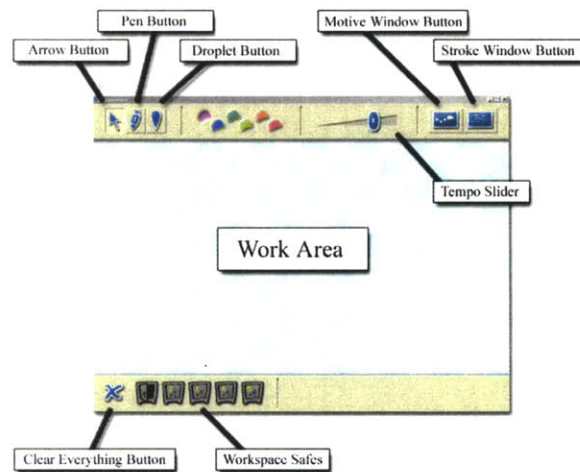 Pen Button
Motive Window Button
Arrow Button
Droplet Button
Stroke Window Button
Tempo Slider
Work Area
Clear Everything Button
Workspace Safes